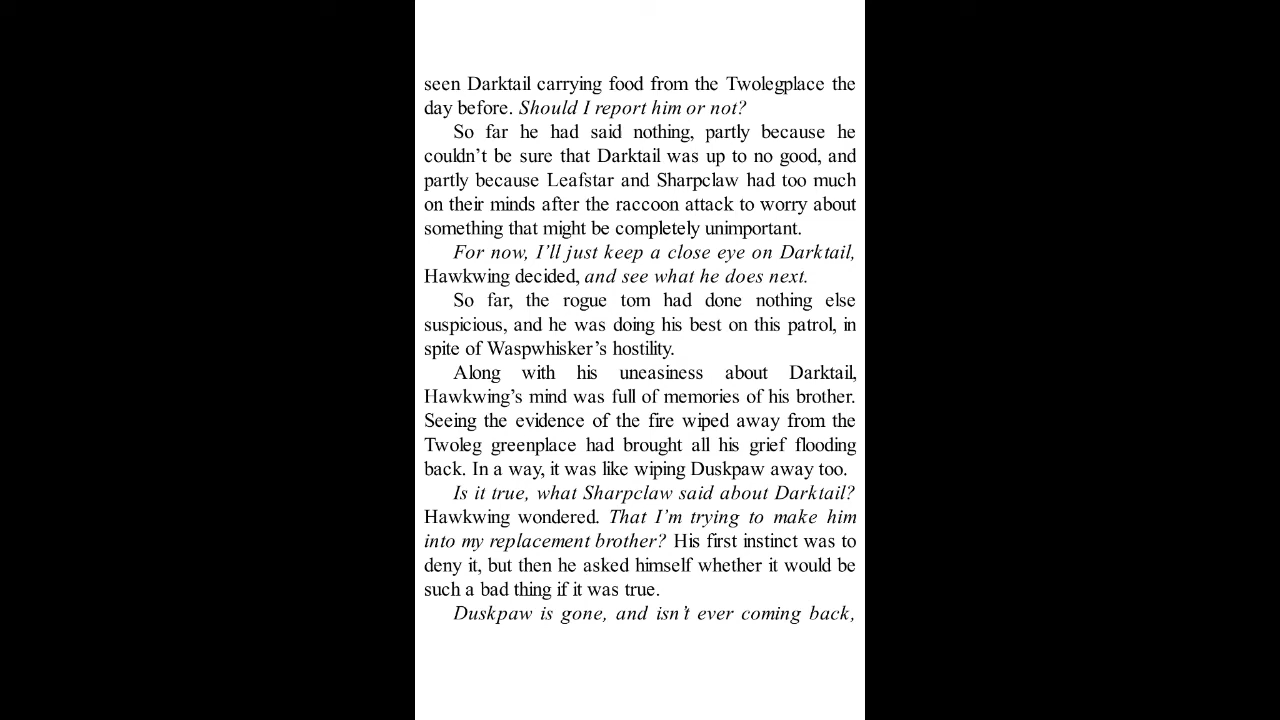 seen Darktail carrying food from the Twolegplace the
day before. Should I report him or not?
So far he had said nothing, partly because he
couldn’t be sure that Darktail was up to no good, and
partly because Leafstar and Sharpclaw had too much
on their minds after the raccoon attack to worry about
something that might be completely unimportant.
For now, I’ll just keep a close eye on Darktail,
Hawkwing decided, and see what he does next.
So far, the rogue tom had done nothing else
suspicious, and he was doing his best on this patrol, in
spite of Waspwhisker’s hostility.
Along with his uneasiness about Darktail,
Hawkwing’s mind was full of memories of his brother.
Seeing the evidence of the fire wiped away from the
Twoleg greenplace had brought all his grief flooding
back. In a way, it was like wiping Duskpaw away too.
Is it true, what Sharpclaw said about Darktail?
Hawkwing wondered. That I’m trying to make him
into my replacement brother? His first instinct was to
deny it, but then he asked himself whether it would be
such a bad thing if it was true.
Duskpaw is gone, and isn’t ever coming back,